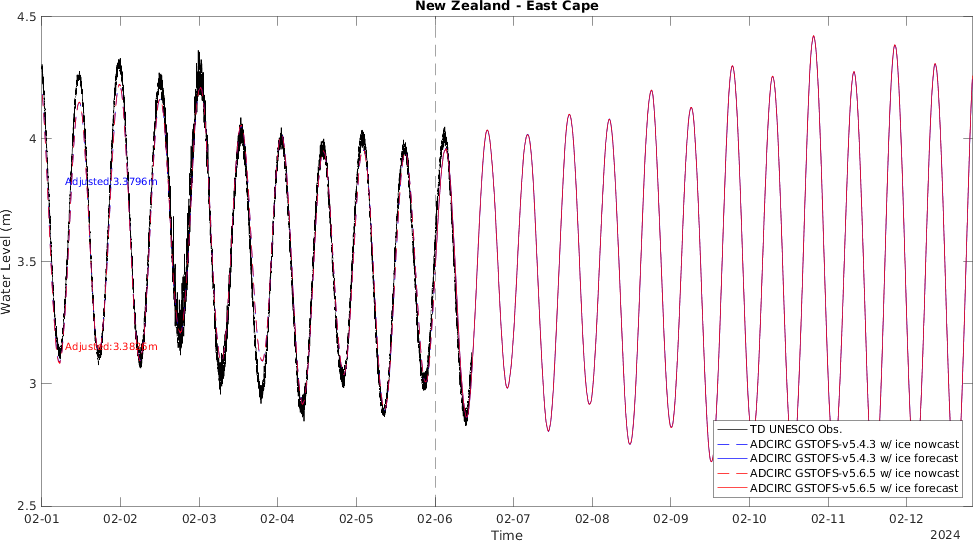 New Zealand - East Cape
4.5
4
3.5
3
2.5
Water Level (m)
Adjusted:3.3796m
TD UNESCO Obs.
ADCIRC GSTOFS-v5.4.3 w/ ice nowcast
ADCIRC GSTOFS-v5.4.3 w/ ice forecast
ADCIRC GSTOFS-v5.6.5 w/ ice nowcast
ADCIRC GSTOFS-v5.6.5 w/ ice forecast
02-01 02-02 02-03 02-04 02-05 02-06 02-07 02-08 02-09 02-10 02-11 02-12
Time
2024